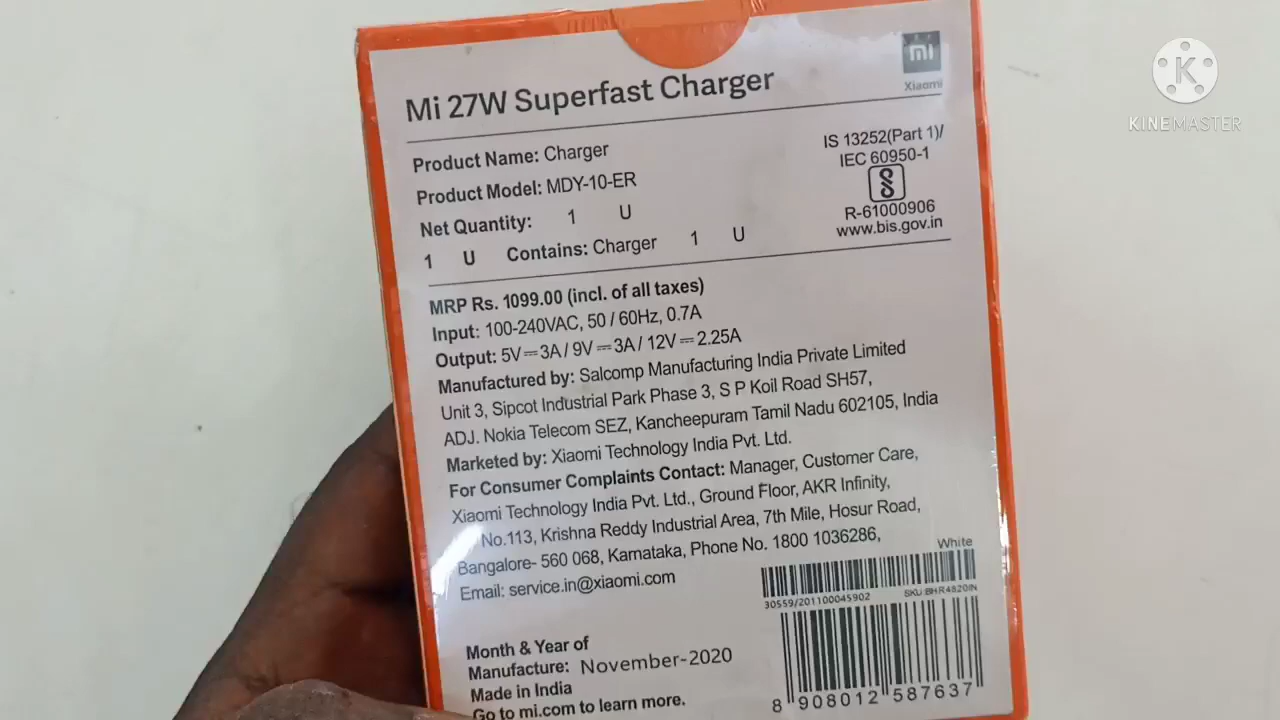 Mi 27W Superfast Charger
mi
Xiaomi
K
KINEMASTER
Product Name: Charger
Product Model: MDY-10-ER
Net Quantity: 1 U
1 U Contains: Charger 1 U
IS 13252(Part 1)/
IEC 60950-1
R-61000906
www.bis.gov.in
MRP Rs. 1099.00 (incl. of all taxes)
Input: 100-240VAC, 50 / 60Hz, 0.7A
Output: 5V⎓3A / 9V⎓3A / 12V⎓2.25A
Manufactured by: Salcomp Manufacturing India Private Limited
Unit 3, Sipcot Industrial Park Phase 3, S P Koil Road SH57,
ADJ. Nokia Telecom SEZ, Kancheepuram Tamil Nadu 602105, India
Marketed by: Xiaomi Technology India Pvt. Ltd.
For Consumer Complaints Contact: Manager, Customer Care,
Xiaomi Technology India Pvt. Ltd., Ground Floor, AKR Infinity,
No.113, Krishna Reddy Industrial Area, 7th Mile, Hosur Road,
Bangalore- 560 068, Karnataka, Phone No. 1800 1036286,
Email: service.in@xiaomi.com
White
30559/201100045902 SKU:BHR4820IN
Month & Year of
Manufacture: November-2020
Made in India
Go to mi.com to learn more.
8 908012 587637